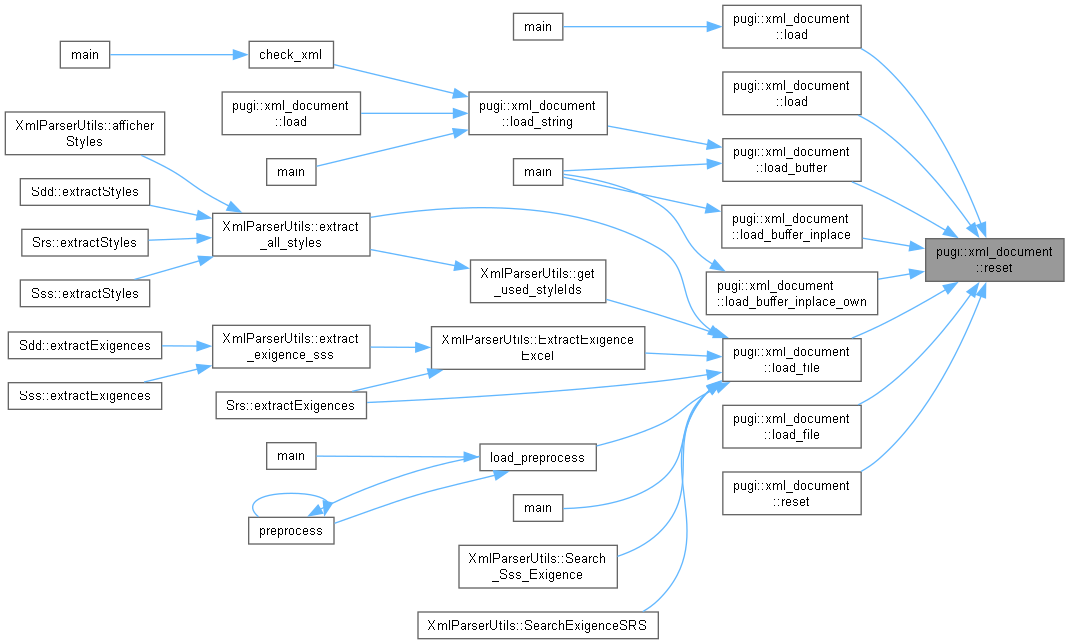 main
pugi::xml_document
::load
main
check_xml
pugi::xml_document
::load
pugi::xml_document
::load
pugi::xml_document
::load_string
XmlParserUtils::afficher
Styles
main
main
pugi::xml_document
::load_buffer
Sdd::extractStyles
XmlParserUtils::extract
_all_styles
pugi::xml_document
::load_buffer_inplace
Srs::extractStyles
pugi::xml_document
::reset
Sss::extractStyles
XmlParserUtils::get
_used_styleIds
pugi::xml_document
::load_buffer_inplace_own
Sdd::extractExigences
XmlParserUtils::extract
_exigence_sss
XmlParserUtils::ExtractExigence
Excel
pugi::xml_document
::load_file
Sss::extractExigences
Srs::extractExigences
pugi::xml_document
::load_file
main
load_preprocess
preprocess
main
pugi::xml_document
::reset
XmlParserUtils::Search
_Sss_Exigence
XmlParserUtils::SearchExigenceSRS